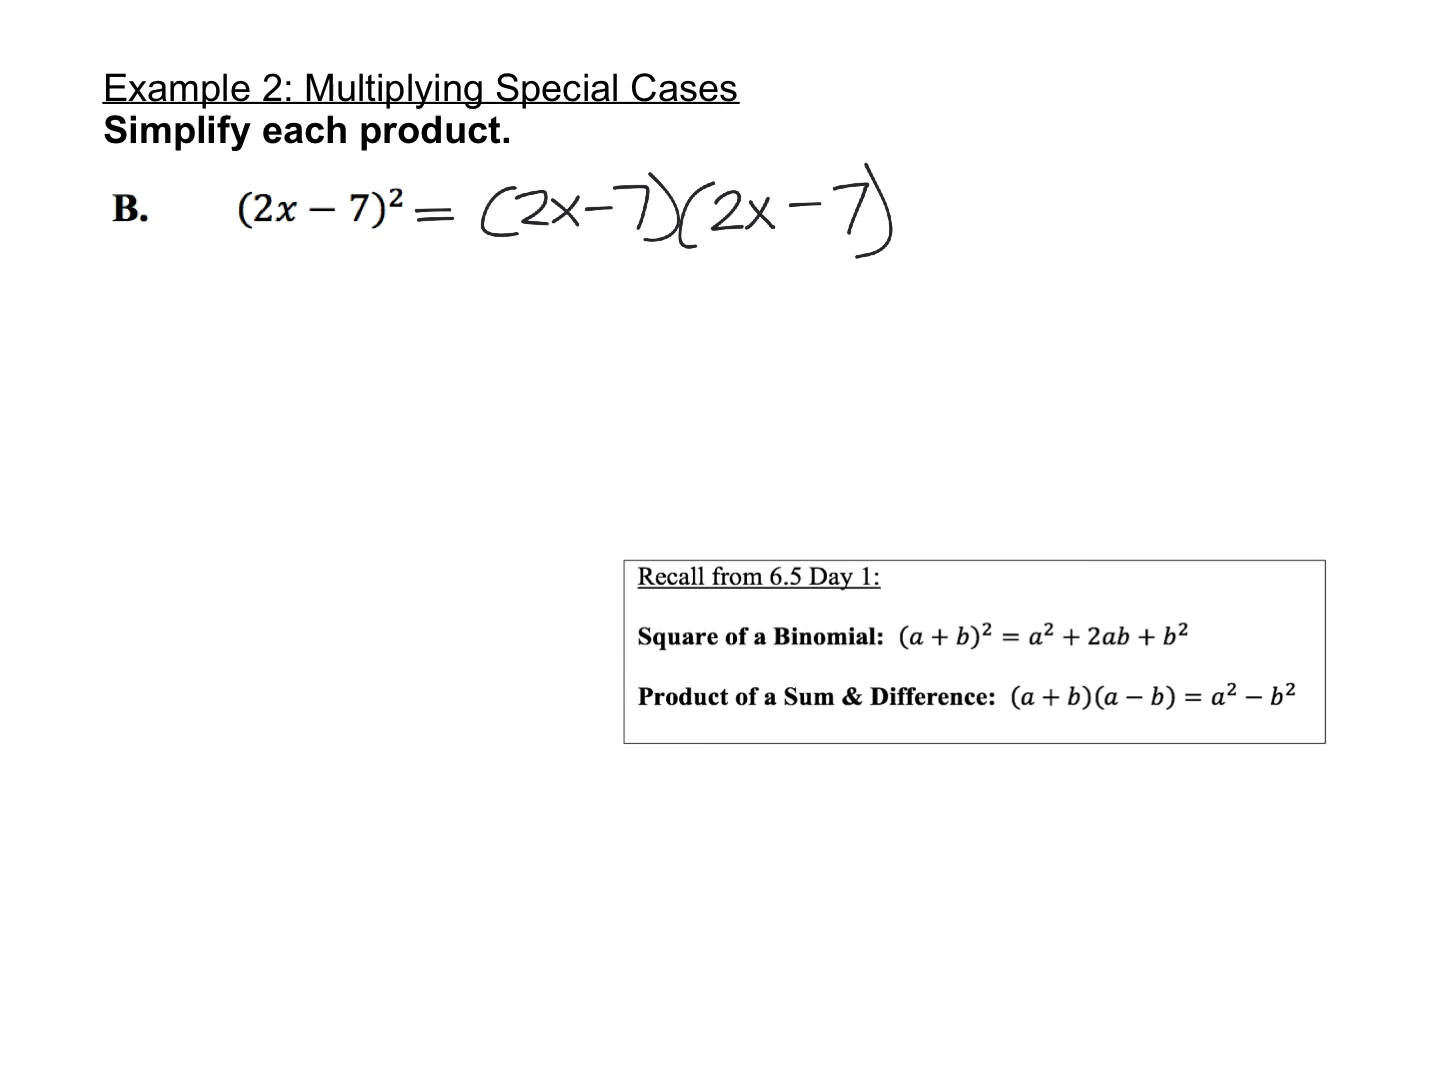 Example 2: Multiplying Special Cases
Simplify each product.
B. (2x − 7)² = (2x−7)(2x−7)
Recall from 6.5 Day 1:
Square of a Binomial: (a + b)² = a² + 2ab + b²
Product of a Sum & Difference: (a + b)(a − b) = a² − b²